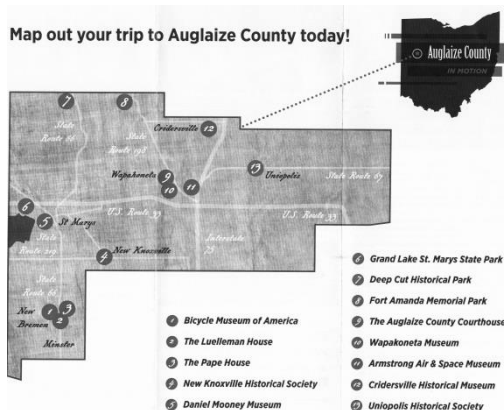 Map out your trip to Auglaize County today!
Auglaize County
IN MOTION
7
8
Cridersville
12
State
Route 66
State
Route 198
Wapakoneta
9
10
11
13
Uniopolis
State Route 67
6
5
St Marys
U.S. Route 33
U.S. Route 33
State
Route 219
4
New Knoxville
Interstate
75
State
Route 66
New
Bremen
1
2
3
Minster
1 Bicycle Museum of America
2 The Luelleman House
3 The Pape House
4 New Knoxville Historical Society
5 Daniel Mooney Museum
6 Grand Lake St. Marys State Park
7 Deep Cut Historical Park
8 Fort Amanda Memorial Park
9 The Auglaize County Courthouse
10 Wapakoneta Museum
11 Armstrong Air & Space Museum
12 Cridersville Historical Museum
13 Uniopolis Historical Society